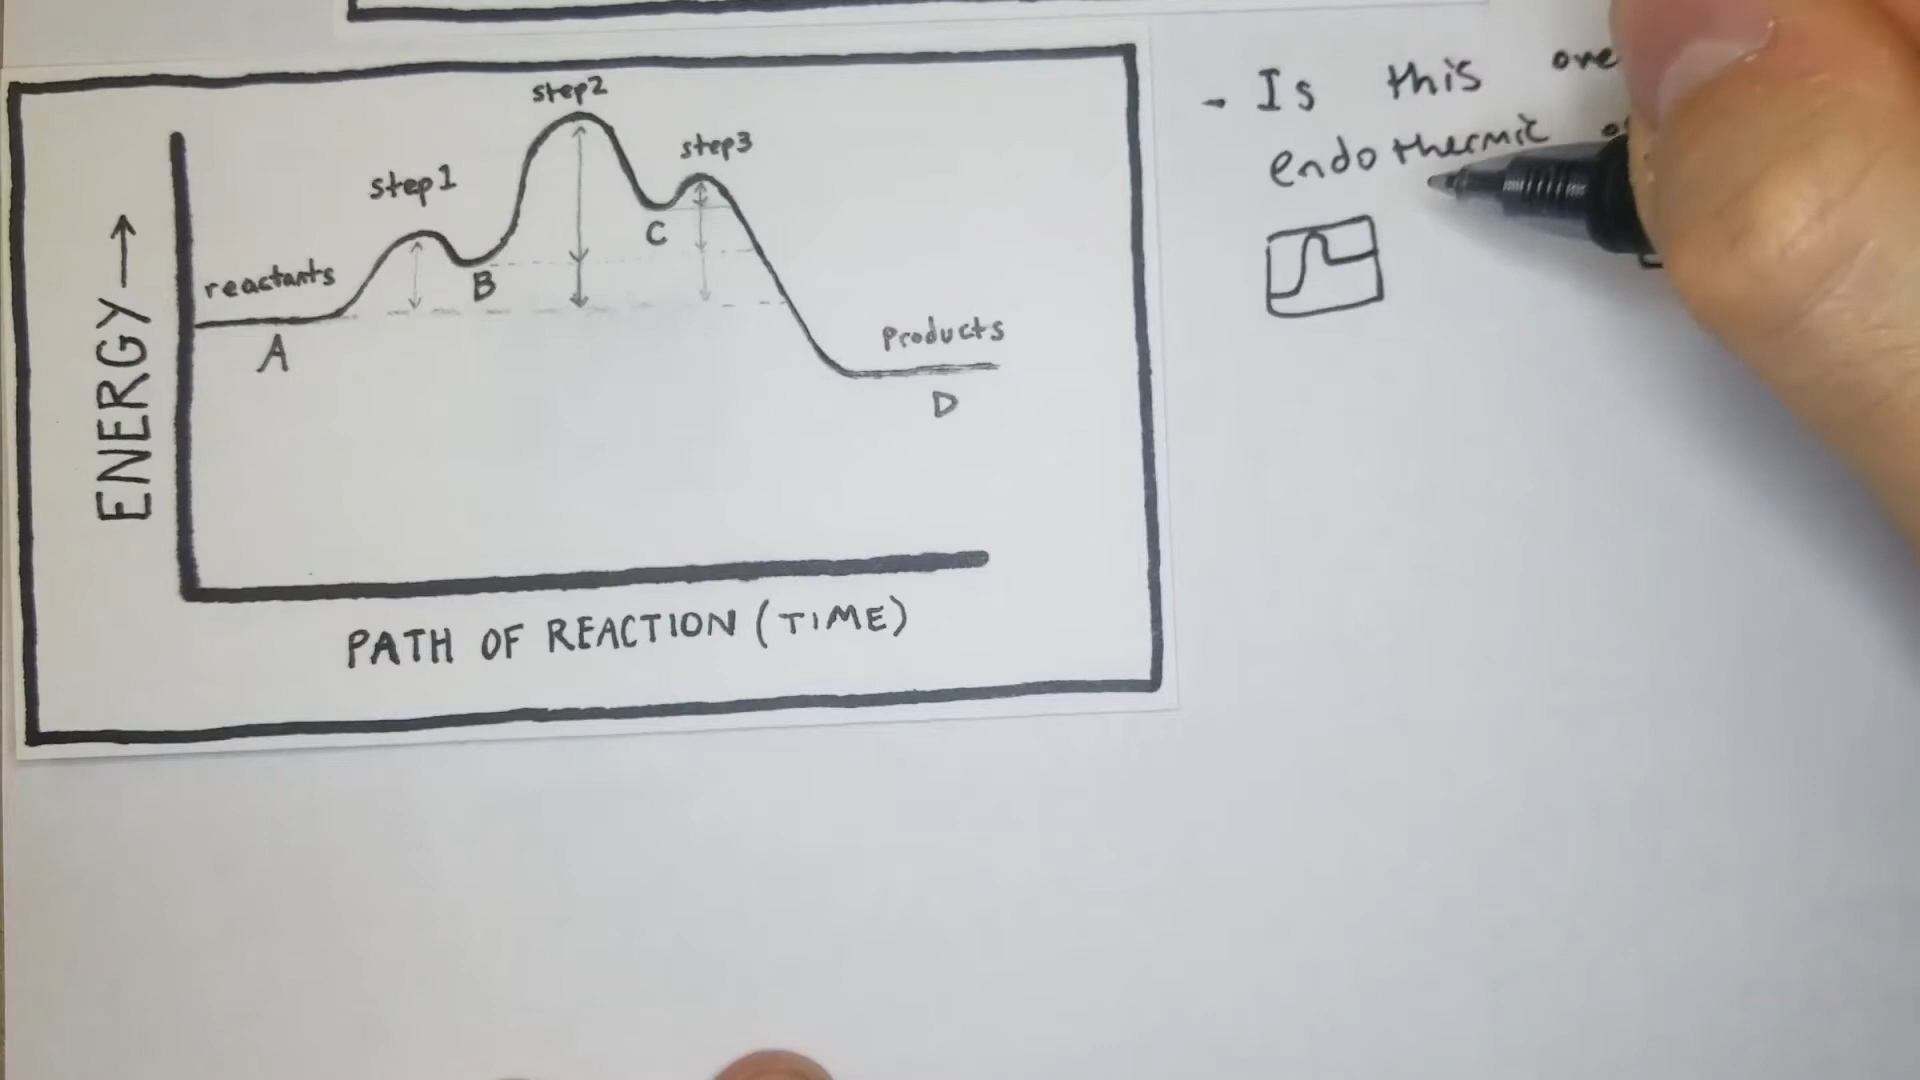 step2
step3
step1
reactants
B
C
A
products
D
ENERGY →
PATH OF REACTION (TIME)
- Is this
endothermic